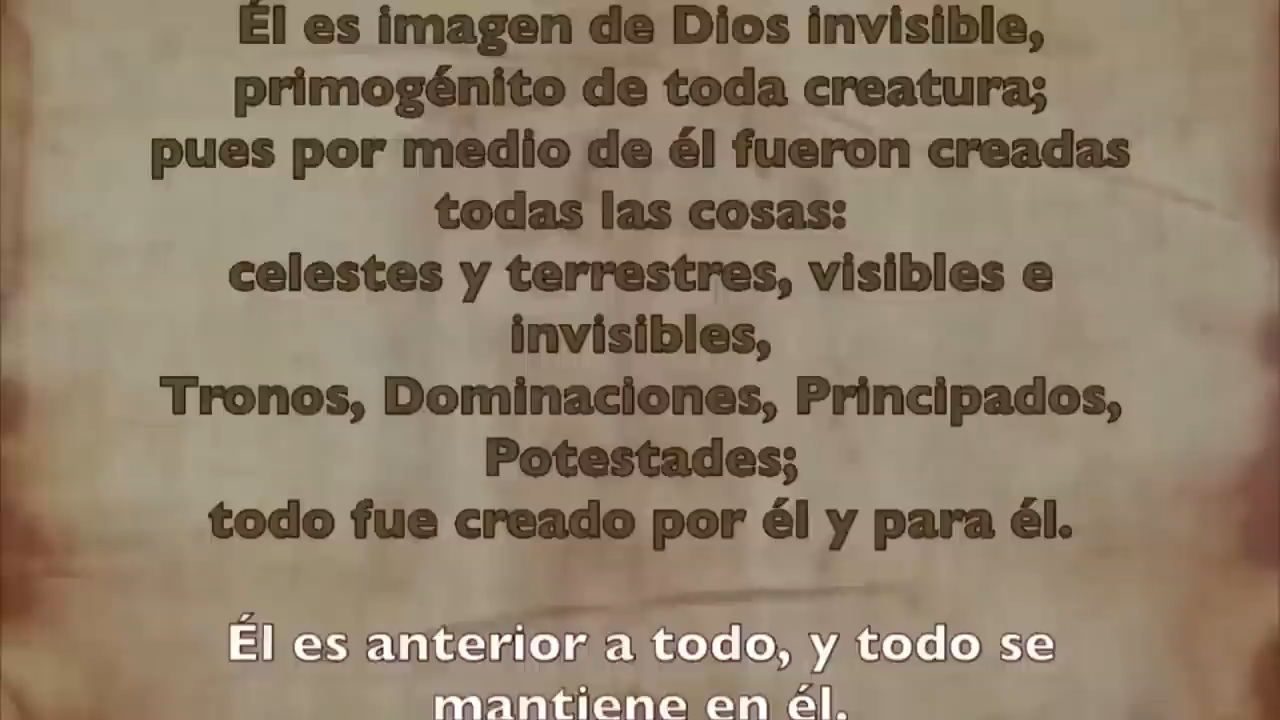 Él es imagen de Dios invisible,
primogénito de toda creatura;
pues por medio de él fueron creadas
todas las cosas:
celestes y terrestres, visibles e
invisibles,
Tronos, Dominaciones, Principados,
Potestades;
todo fue creado por él y para él.
Él es anterior a todo, y todo se
mantiene en él.